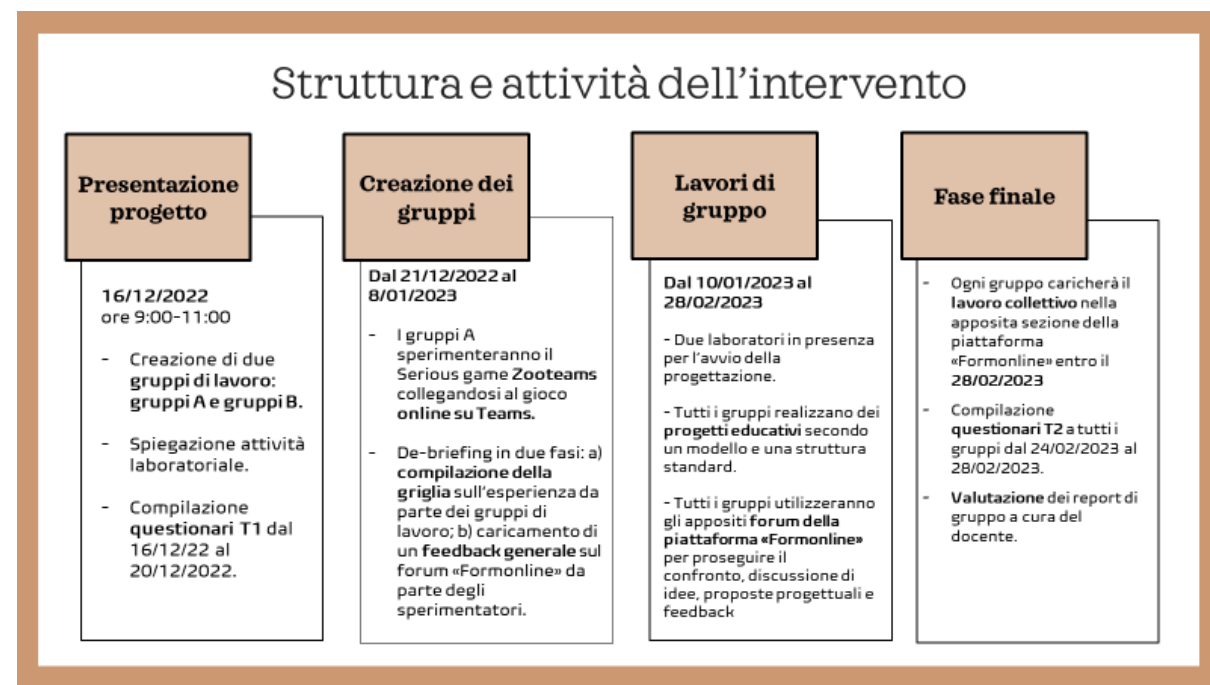 Struttura e attività dell'intervento
Presentazione
progetto
16/12/2022
ore 9:00-11:00
- Creazione di due
gruppi di lavoro:
gruppi A e gruppi B.
- Spiegazione attività
laboratoriale.
- Compilazione
questionari T1 dal
16/12/22 al
20/12/2022.
Creazione dei
gruppi
Dal 21/12/2022 al
8/01/2023
- I gruppi A
sperimenteranno il
Serious game Zooteams
collegandosi al gioco
online su Teams.
- De-briefing in due fasi: a)
compilazione della
griglia sull'esperienza da
parte dei gruppi di
lavoro; b) caricamento di
un feedback generale sul
forum «Formonline» da
parte degli
sperimentatori.
Lavori di
gruppo
Dal 10/01/2023 al
28/02/2023
- Due laboratori in presenza
per l'avvio della
progettazione.
- Tutti i gruppi realizzano dei
progetti educativi secondo
un modello e una struttura
standard.
- Tutti i gruppi utilizzeranno
gli appositi forum della
piattaforma «Formonline»
per proseguire il
confronto, discussione di
idee, proposte progettuali e
feedback
Fase finale
- Ogni gruppo caricherà il
lavoro collettivo nella
apposita sezione della
piattaforma
«Formonline» entro il
28/02/2023
- Compilazione
questionari T2 a tutti i
gruppi dal 24/02/2023 al
28/02/2023.
- Valutazione dei report di
gruppo a cura del
docente.